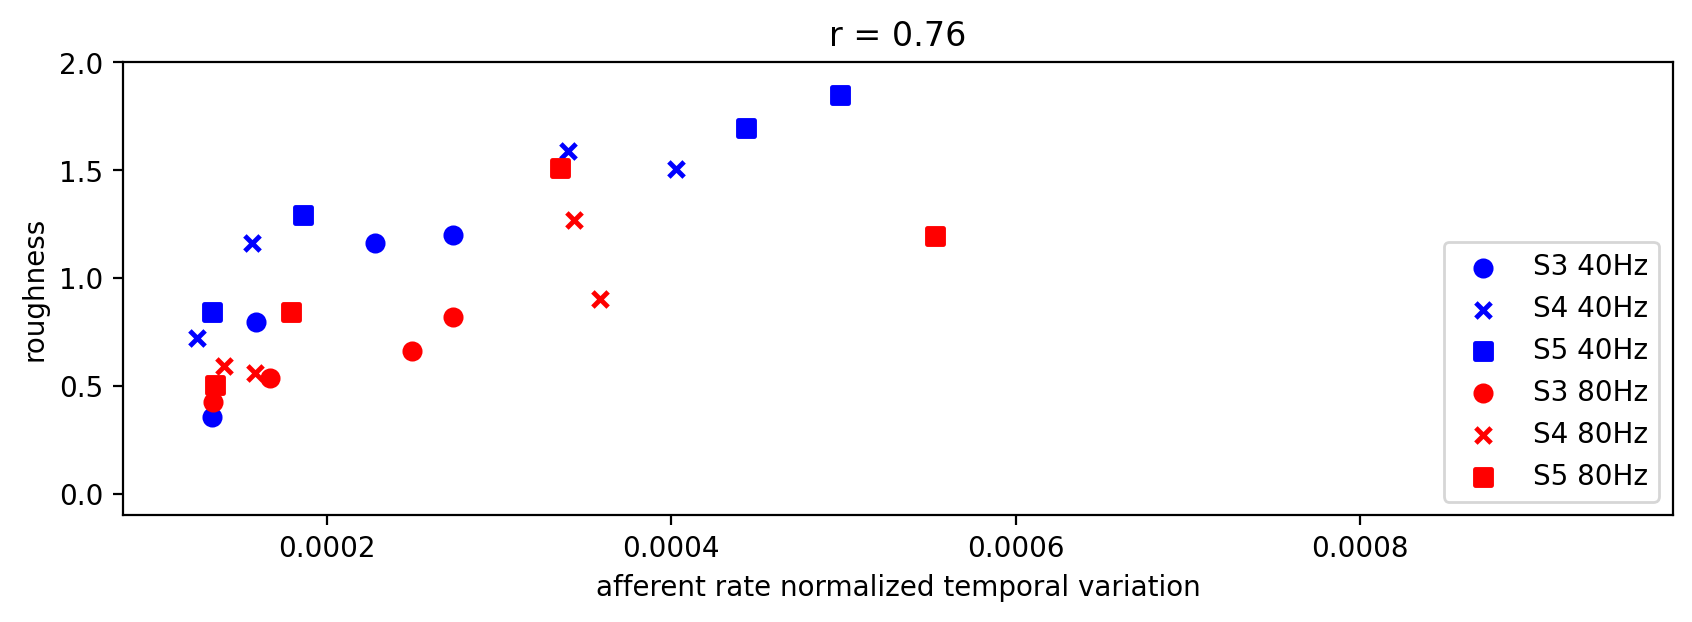 r = 0.76
2.0
1.5
1.0
0.5
0.0
roughness
S3 40Hz
S4 40Hz
S5 40Hz
S3 80Hz
S4 80Hz
S5 80Hz
0.0002 0.0004 0.0006 0.0008
afferent rate normalized temporal variation